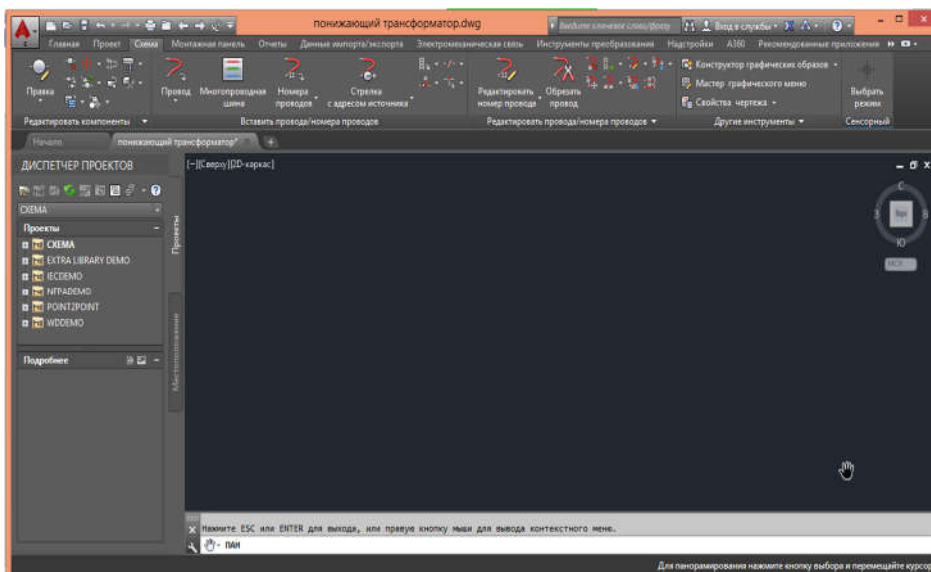 понижающий трансформатор.dwg
Введите ключевое слово/фразу
Вход в службы
Главная Проект Схема Монтажная панель Отчеты Данные импорта/экспорта Электромеханическая связь Инструменты преобразования Надстройки A360 Рекомендованные приложения
Правка
Провод Многопроводная шина
Номера проводов
Стрелка с адресом источника
Редактировать номер провода
Обрезать провод
Конструктор графических образов
Мастер графического меню
Свойства чертежа
Выбрать режим
Редактировать компоненты
Вставить провода/номера проводов
Редактировать провода/номера проводов
Другие инструменты
Сенсорный
Начало
понижающий трансформатор*
ДИСПЕТЧЕР ПРОЕКТОВ
[-][Сверху][2D-каркас]
СХЕМА
Проекты
СХЕМА
EXTRA LIBRARY DEMO
IECDEMO
NFPADEMO
POINT2POINT
WDDEMO
Подробнее
Проекты
Местоположение
С
З
В
Ю
Верх
МСК
Нажмите ESC или ENTER для выхода, или правую кнопку мыши для вывода контекстного меню.
ПАН
Для панорамирования нажмите кнопку выбора и перемещайте курсор